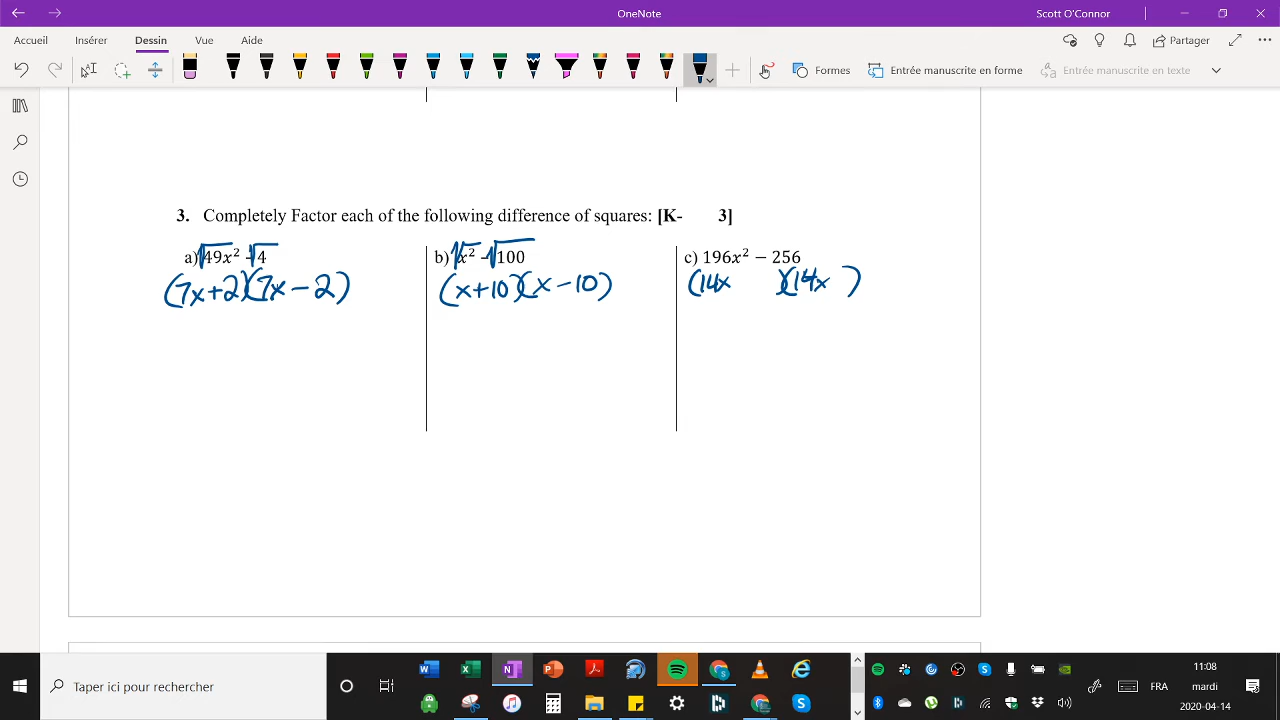 OneNote
Scott O'Connor
Accueil Insérer Dessin Vue Aide
Partager
Formes Entrée manuscrite en forme Entrée manuscrite en texte
3. Completely Factor each of the following difference of squares: [K- 3]
a) √49x² - √4 b) √x² - √100 c) 196x² − 256
(7x+2)(7x−2) (x+10)(x−10) (14x )(14x )
Taper ici pour rechercher
11:08
FRA mardi
2020-04-14